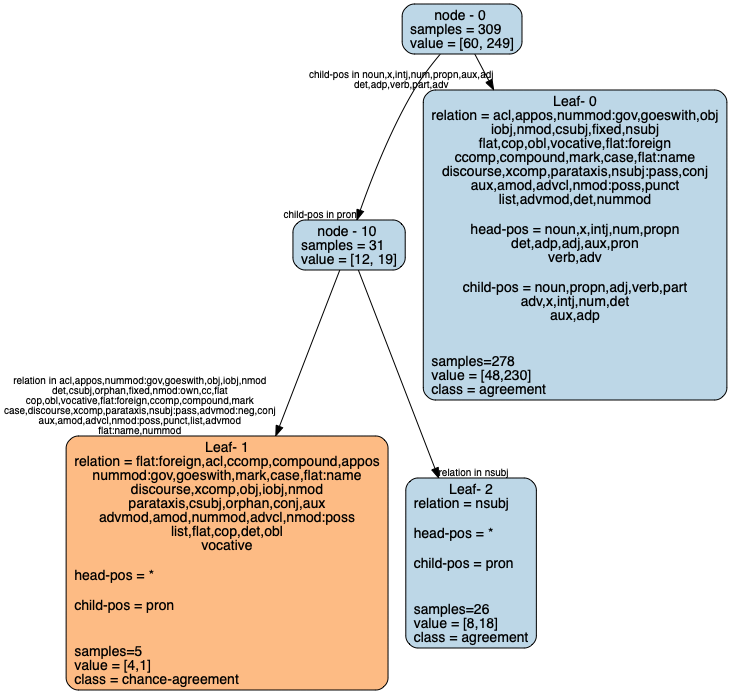 node - 0
samples = 309
value = [60, 249]
child-pos in noun,x,intj,num,propn,aux,adj
det,adp,verb,part,adv
Leaf- 0
relation = acl,appos,nummod:gov,goeswith,obj
iobj,nmod,csubj,fixed,nsubj
flat,cop,obl,vocative,flat:foreign
ccomp,compound,mark,case,flat:name
discourse,xcomp,parataxis,nsubj:pass,conj
aux,amod,advcl,nmod:poss,punct
list,advmod,det,nummod
head-pos = noun,x,intj,num,propn
det,adp,adj,aux,pron
verb,adv
child-pos = noun,propn,adj,verb,part
adv,x,intj,num,det
aux,adp
samples=278
value = [48,230]
class = agreement
child-pos in pron
node - 10
samples = 31
value = [12, 19]
relation in acl,appos,nummod:gov,goeswith,obj,iobj,nmod
det,csubj,orphan,fixed,nmod:own,cc,flat
cop,obl,vocative,flat:foreign,ccomp,compound,mark
case,discourse,xcomp,parataxis,nsubj:pass,advmod:neg,conj
aux,amod,advcl,nmod:poss,punct,list,advmod
flat:name,nummod
Leaf- 1
relation = flat:foreign,acl,ccomp,compound,appos
nummod:gov,goeswith,mark,case,flat:name
discourse,xcomp,obj,iobj,nmod
parataxis,csubj,orphan,conj,aux
advmod,amod,nummod,advcl,nmod:poss
list,flat,cop,det,obl
vocative
head-pos = *
child-pos = pron
samples=5
value = [4,1]
class = chance-agreement
relation in nsubj
Leaf- 2
relation = nsubj
head-pos = *
child-pos = pron
samples=26
value = [8,18]
class = agreement